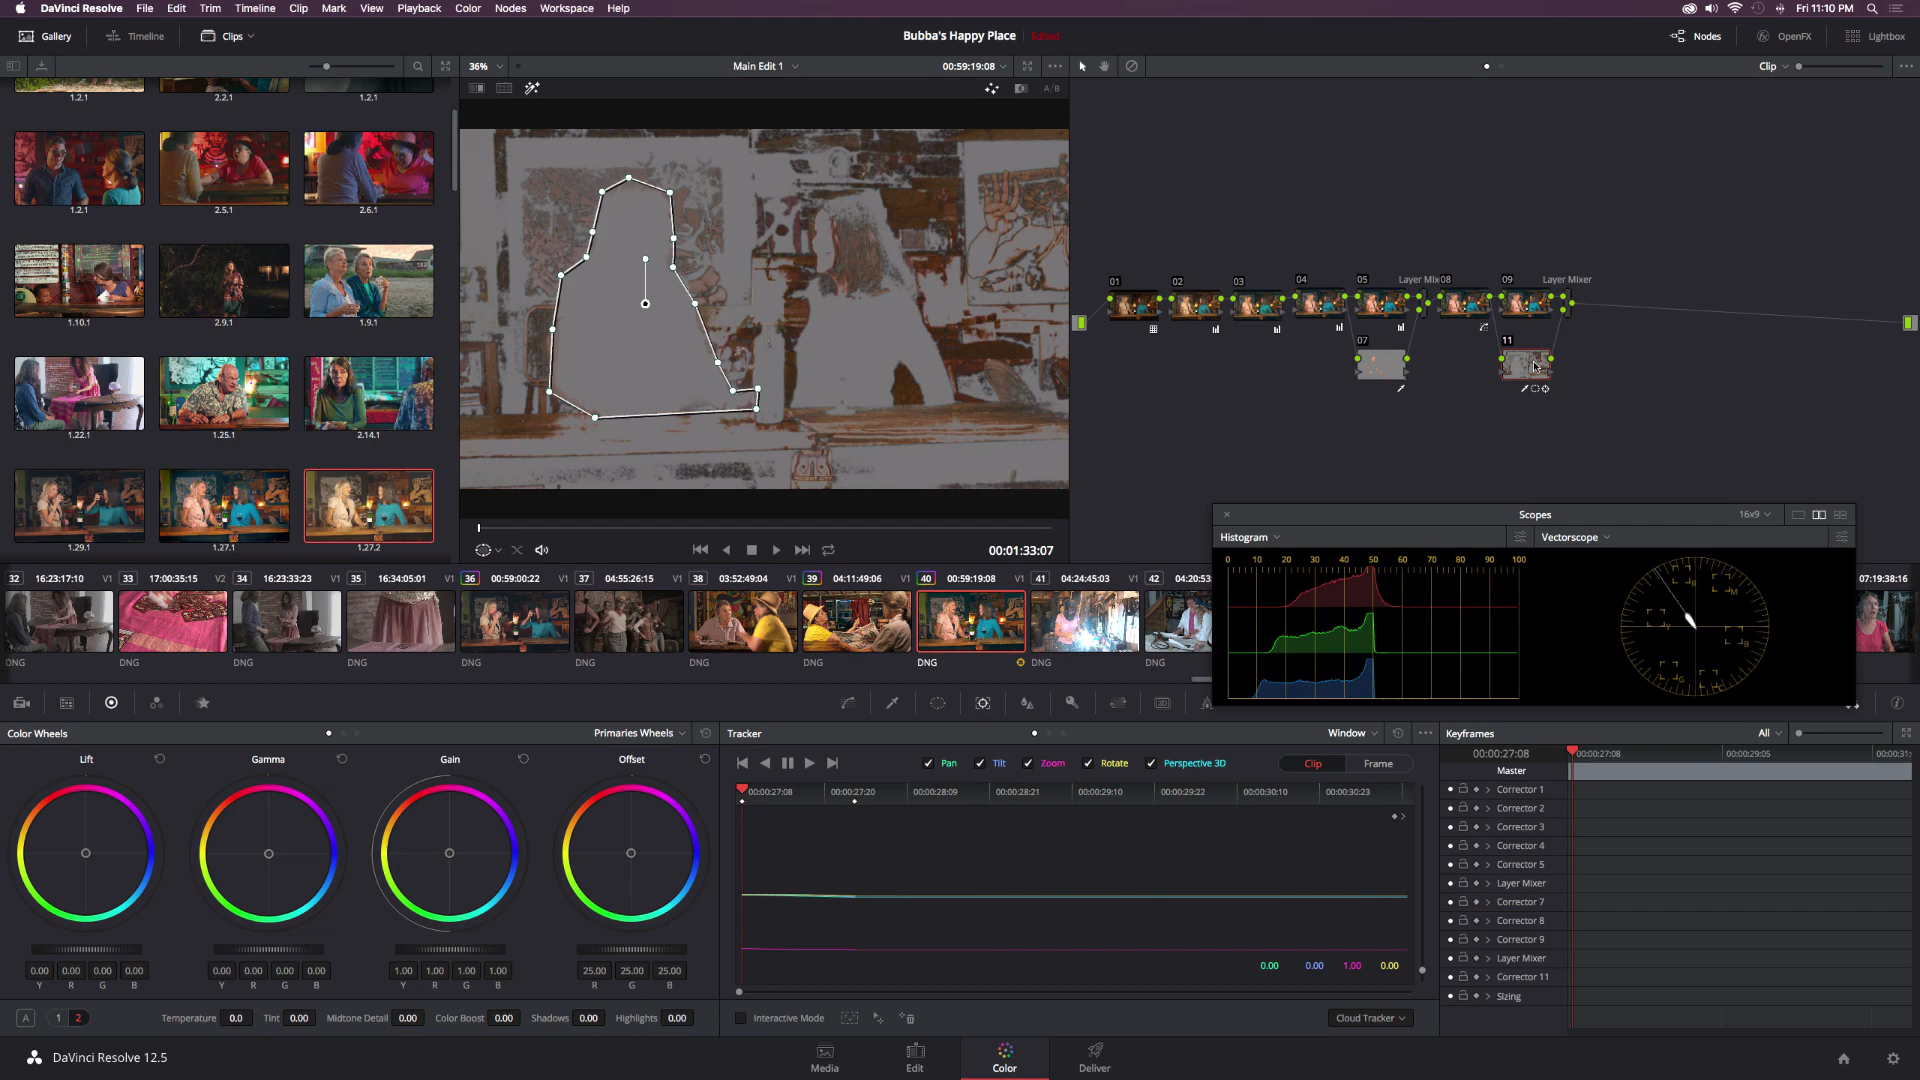 DaVinci Resolve File Edit Trim Timeline Clip Mark View Playback Color Nodes Workspace Help Fri 11:10 PM
Gallery Timeline Clips Bubba's Happy Place Edited Nodes OpenFX Lightbox
36% Main Edit 1 00:59:19:08 Clip
A/B
1.2.1 2.2.1 1.2.1
1.2.1 2.5.1 2.6.1
1.10.1 2.9.1 1.9.1
1.22.1 1.25.1 2.14.1
1.29.1 1.27.1 1.27.2
01 02 03 04 05 Layer Mix 08 09 Layer Mixer
07 11
00:01:33:07
Scopes 16x9
Histogram Vectorscope
0 10 20 30 40 50 60 70 80 90 100
R M B C G Y
32 16:23:17:10 V1 33 17:00:35:15 V2 34 16:23:33:23 V1 35 16:34:05:01 V1 36 00:59:00:22 V1 37 04:55:26:15 V1 38 03:52:49:04 V1 39 04:11:49:06 V1 40 00:59:19:08 V1 41 04:24:45:03 V1 42 04:20:53: 07:19:38:16 V1
DNG DNG DNG DNG DNG DNG DNG DNG DNG DNG DNG
Color Wheels Primaries Wheels
Lift Gamma Gain Offset
0.00 0.00 0.00 0.00 0.00 0.00 0.00 0.00 1.00 1.00 1.00 1.00 25.00 25.00 25.00
Y R G B Y R G B Y R G B R G B
A 1 2 Temperature 0.0 Tint 0.00 Midtone Detail 0.00 Color Boost 0.00 Shadows 0.00 Highlights 0.00
Tracker Window
Pan Tilt Zoom Rotate Perspective 3D Clip Frame
00:00:27:08 00:00:27:20 00:00:28:09 00:00:28:21 00:00:29:10 00:00:29:22 00:00:30:10 00:00:30:23
0.00 0.00 1.00 0.00
Interactive Mode Cloud Tracker
Keyframes All
00:00:27:08 00:00:27:08 00:00:29:05 00:00:31:
Master
Corrector 1
Corrector 2
Corrector 3
Corrector 4
Corrector 5
Layer Mixer
Corrector 7
Corrector 8
Corrector 9
Layer Mixer
Corrector 11
Sizing
DaVinci Resolve 12.5 Media Edit Color Deliver